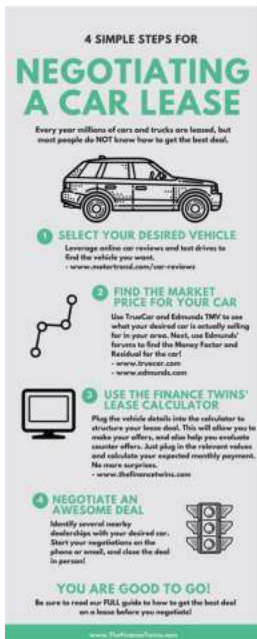 4 SIMPLE STEPS FOR
NEGOTIATING
A CAR LEASE
Every year millions of cars and trucks are leased, but
most people do NOT know how to get the best deal.
1 SELECT YOUR DESIRED VEHICLE
Leverage online car reviews and test drives to
find the vehicle you want.
- www.motortrend.com/car-reviews
2 FIND THE MARKET
PRICE FOR YOUR CAR
Use TrueCar and Edmunds TMV to see
what your desired car is actually selling
for in your area. Next, use Edmunds'
forums to find the Money Factor and
Residual for the car!
- www.truecar.com
- www.edmunds.com
3 USE THE FINANCE TWINS'
LEASE CALCULATOR
Plug the vehicle details into the calculator to
structure your lease deal. This will allow you to
make your offers, and also help you evaluate
counter offers. Just plug in the relevant values
and calculate your expected monthly payment.
No more surprises.
- www.thefinancetwins.com
4 NEGOTIATE AN
AWESOME DEAL
Identify several nearby
dealerships with your desired car.
Start your negotiations on the
phone or email, and close the deal
in person!
YOU ARE GOOD TO GO!
Be sure to read our FULL guide to how to get the best deal
on a lease before you negotiate!
www.TheFinanceTwins.com